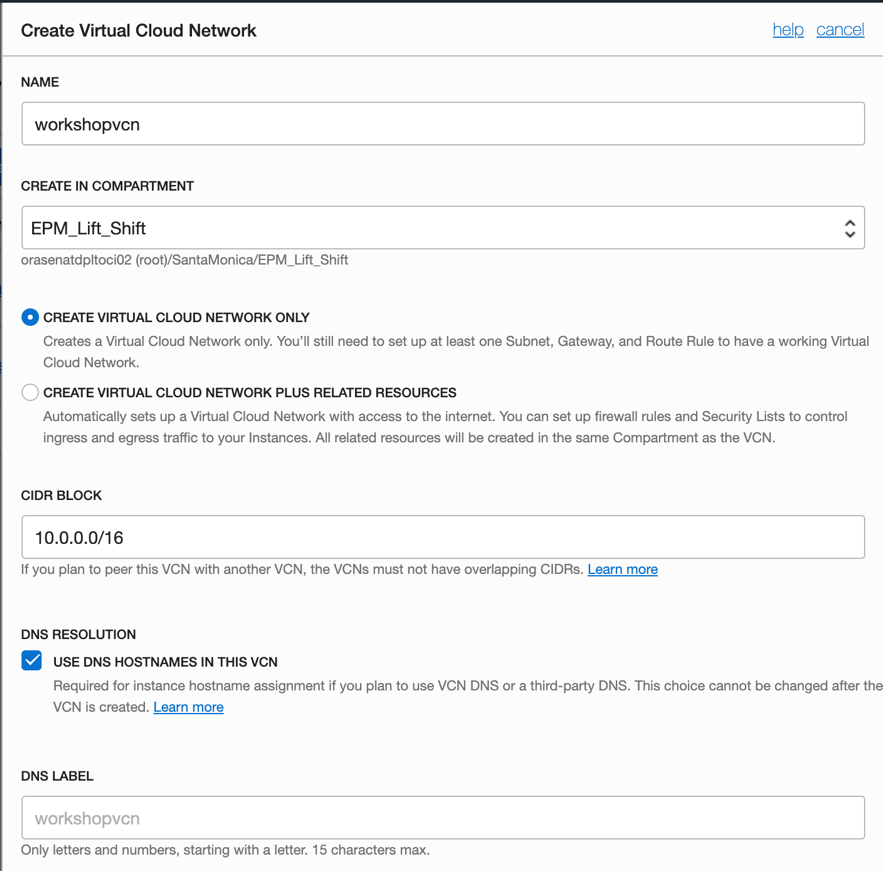 Create Virtual Cloud Network
help cancel
NAME
workshopvcn
CREATE IN COMPARTMENT
EPM_Lift_Shift
orasenatdpltoci02 (root)/SantaMonica/EPM_Lift_Shift
CREATE VIRTUAL CLOUD NETWORK ONLY
Creates a Virtual Cloud Network only. You'll still need to set up at least one Subnet, Gateway, and Route Rule to have a working Virtual
Cloud Network.
CREATE VIRTUAL CLOUD NETWORK PLUS RELATED RESOURCES
Automatically sets up a Virtual Cloud Network with access to the internet. You can set up firewall rules and Security Lists to control
ingress and egress traffic to your Instances. All related resources will be created in the same Compartment as the VCN.
CIDR BLOCK
10.0.0.0/16
If you plan to peer this VCN with another VCN, the VCNs must not have overlapping CIDRs. Learn more
DNS RESOLUTION
USE DNS HOSTNAMES IN THIS VCN
Required for instance hostname assignment if you plan to use VCN DNS or a third-party DNS. This choice cannot be changed after the
VCN is created. Learn more
DNS LABEL
workshopvcn
Only letters and numbers, starting with a letter. 15 characters max.